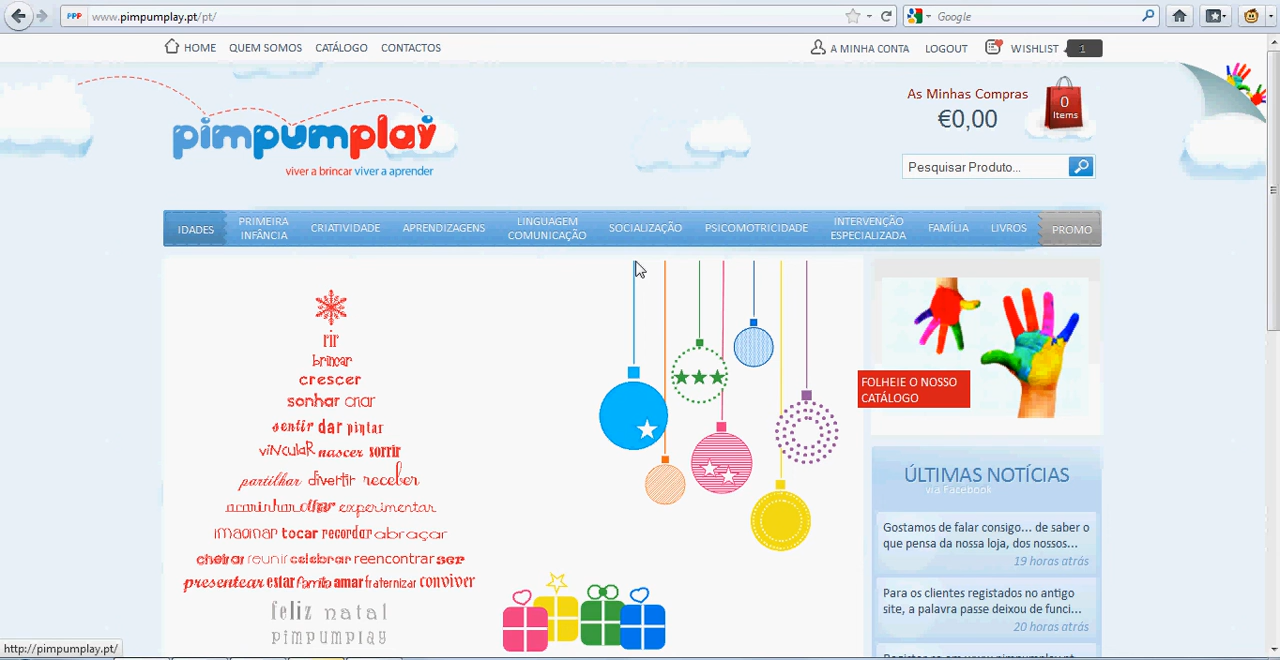 PPP www.pimpumplay.pt/pt/
Google
HOME QUEM SOMOS CATÁLOGO CONTACTOS
A MINHA CONTA LOGOUT WISHLIST 1
As Minhas Compras
€0,00
0
Items
pimpumplay
viver a brincar viver a aprender
Pesquisar Produto...
IDADES
PRIMEIRA
INFÂNCIA
CRIATIVIDADE
APRENDIZAGENS
LINGUAGEM
COMUNICAÇÃO
SOCIALIZAÇÃO
PSICOMOTRICIDADE
INTERVENÇÃO
ESPECIALIZADA
FAMÍLIA
LIVROS
PROMO
rir
brincar
crescer
sonhar criar
sentir dar pintar
vincular nascer sorrir
partilhar divertir receber
acarinhar olhar experimentar
imaginar tocar recordar abraçar
cheirar reunir celebrar reencontrar ser
presentear estar família amar fraternizar conviver
feliz natal
pimpumplay
FOLHEIE O NOSSO
CATÁLOGO
ÚLTIMAS NOTÍCIAS
via Facebook
Gostamos de falar consigo... de saber o
que pensa da nossa loja, dos nossos...
19 horas atrás
Para os clientes registados no antigo
site, a palavra passe deixou de funci...
20 horas atrás
http://pimpumplay.pt/